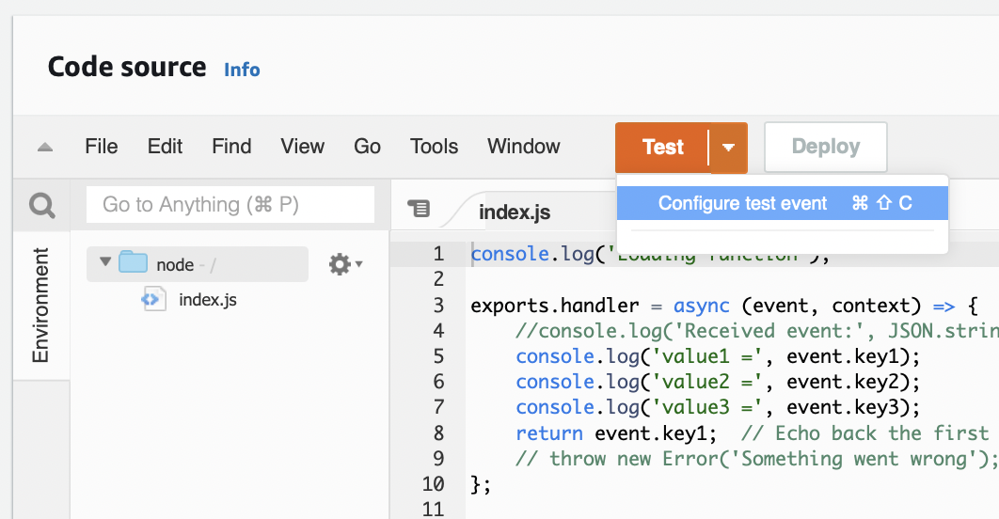 Code source Info
File Edit Find View Go Tools Window Test Deploy
Go to Anything (⌘ P)
Configure test event ⌘ ⇧ C
index.js
Environment
node - /
index.js
1 console.log('Loading function');
2
3 exports.handler = async (event, context) => {
4 //console.log('Received event:', JSON.strin
5 console.log('value1 =', event.key1);
6 console.log('value2 =', event.key2);
7 console.log('value3 =', event.key3);
8 return event.key1; // Echo back the first
9 // throw new Error('Something went wrong');
10 };
11